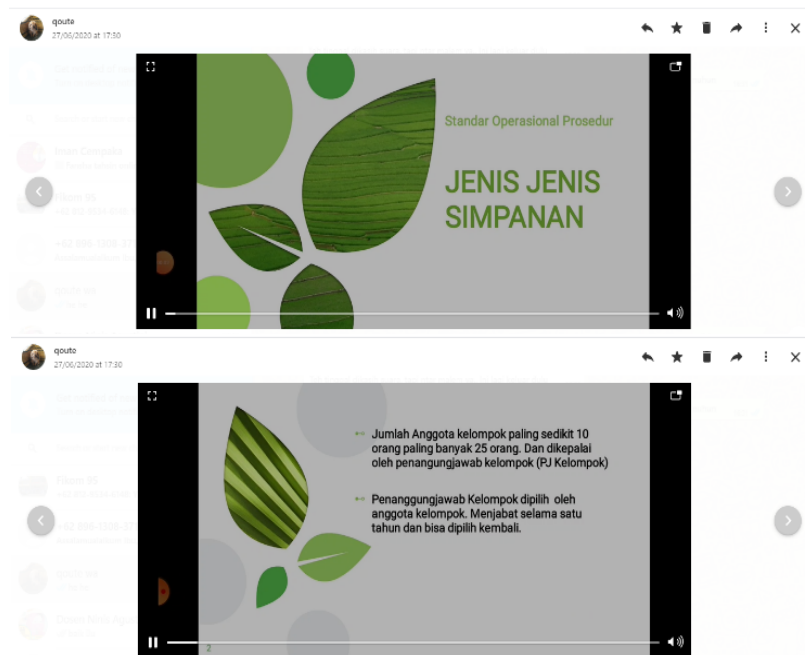 qoute
27/06/2020 at 17:30
Standar Operasional Prosedur
JENIS JENIS
SIMPANAN
qoute
27/06/2020 at 17:30
Jumlah Anggota kelompok paling sedikit 10
orang paling banyak 25 orang. Dan dikepalai
oleh penangungjawab kelompok (PJ Kelompok)
Penanggungjawab Kelompok dipilih oleh
anggota kelompok. Menjabat selama satu
tahun dan bisa dipilih kembali.
2